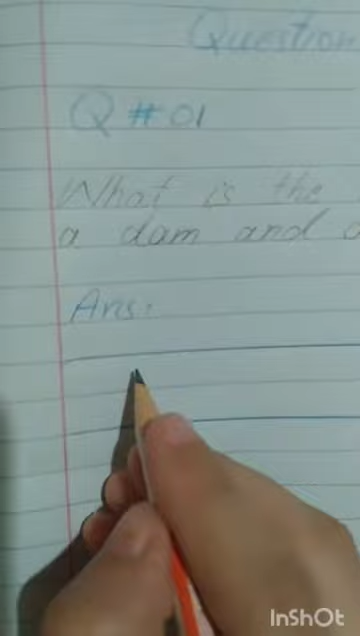 Question
Q # 01
What is the
a dam and
Ans:
InShOt